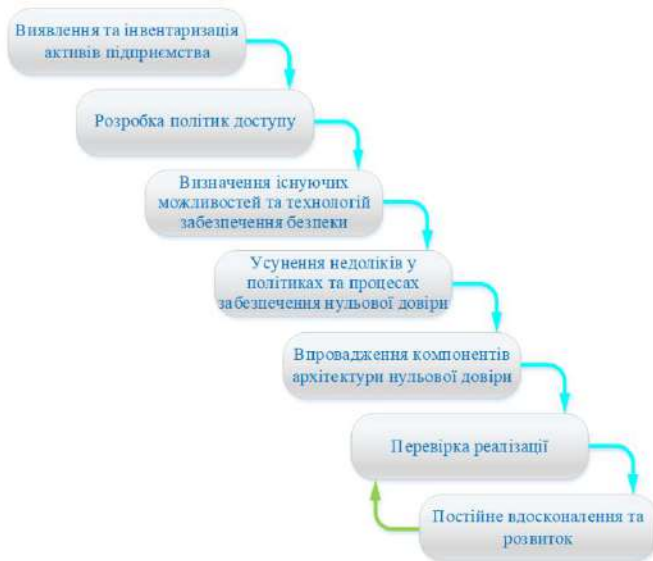 Виявлення та інвентаризація
активів підприємства
Розробка політик доступу
Визначення існуючих
можливостей та технологій
забезпечення безпеки
Усунення недоліків у
політиках та процесах
забезпечення нульової довіри
Впровадження компонентів
архітектури нульової довіри
Перевірка реалізації
Постійне вдосконалення та
розвиток